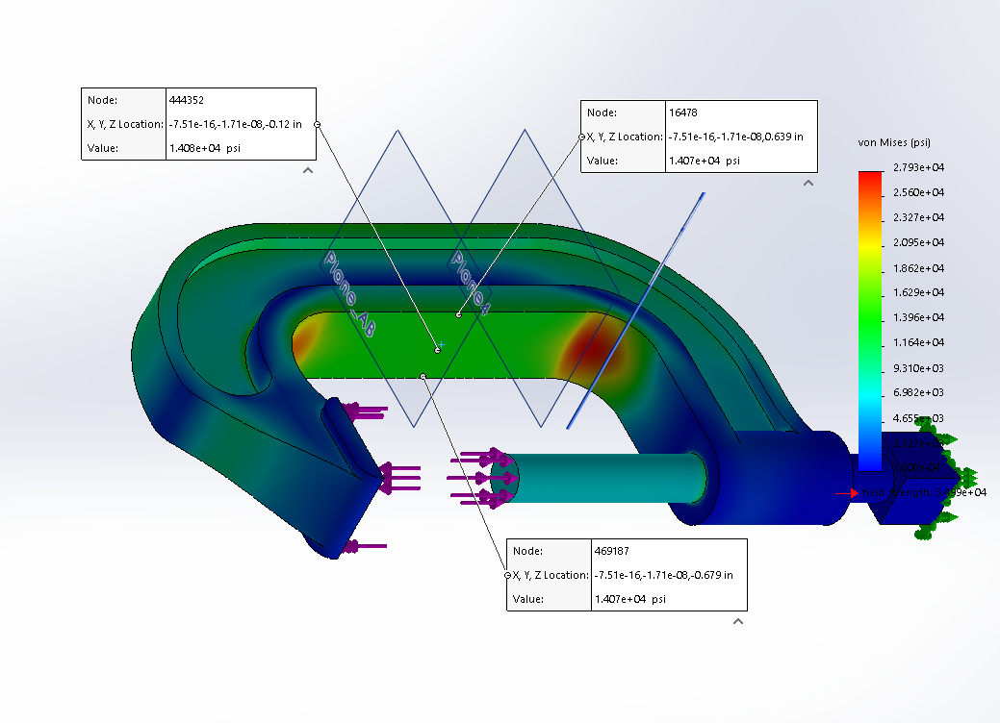 Node: 444352
X, Y, Z Location: -7.51e-16,-1.71e-08,-0.12 in
Value: 1.408e+04 psi
Node: 16478
X, Y, Z Location: -7.51e-16,-1.71e-08,0.639 in
Value: 1.407e+04 psi
von Mises (psi)
2.793e+04
2.560e+04
2.327e+04
2.095e+04
1.862e+04
1.629e+04
1.396e+04
1.164e+04
9.310e+03
6.982e+03
4.655e+03
Plane_AB
Node: 469187
X, Y, Z Location: -7.51e-16,-1.71e-08,-0.679 in
Value: 1.407e+04 psi